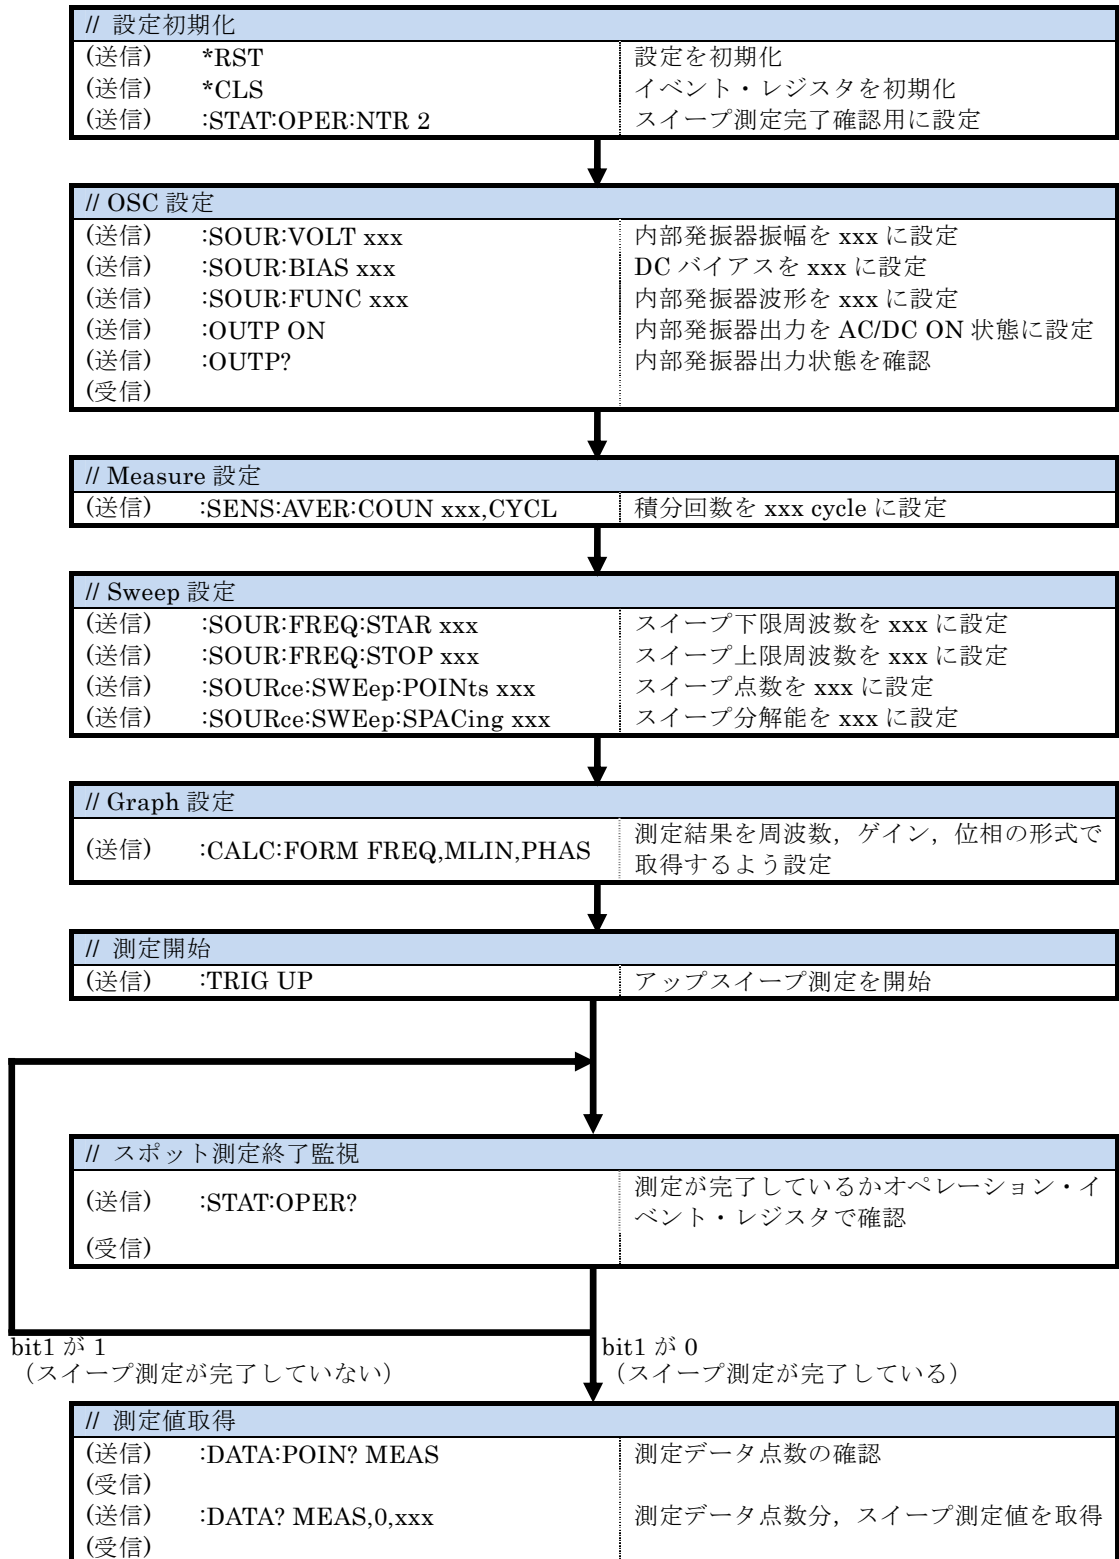 // 設定初期化
(送信) *RST 設定を初期化
(送信) *CLS イベント・レジスタを初期化
(送信) :STAT:OPER:NTR 2 スイープ測定完了確認用に設定
// OSC 設定
(送信) :SOUR:VOLT xxx 内部発振器振幅を xxx に設定
(送信) :SOUR:BIAS xxx DC バイアスを xxx に設定
(送信) :SOUR:FUNC xxx 内部発振器波形を xxx に設定
(送信) :OUTP ON 内部発振器出力を AC/DC ON 状態に設定
(送信) :OUTP? 内部発振器出力状態を確認
(受信)
// Measure 設定
(送信) :SENS:AVER:COUN xxx,CYCL 積分回数を xxx cycle に設定
// Sweep 設定
(送信) :SOUR:FREQ:STAR xxx スイープ下限周波数を xxx に設定
(送信) :SOUR:FREQ:STOP xxx スイープ上限周波数を xxx に設定
(送信) :SOURce:SWEep:POINts xxx スイープ点数を xxx に設定
(送信) :SOURce:SWEep:SPACing xxx スイープ分解能を xxx に設定
// Graph 設定
(送信) :CALC:FORM FREQ,MLIN,PHAS 測定結果を周波数，ゲイン，位相の形式で
取得するよう設定
// 測定開始
(送信) :TRIG UP アップスイープ測定を開始
// スポット測定終了監視
(送信) :STAT:OPER? 測定が完了しているかオペレーション・イ
ベント・レジスタで確認
(受信)
bit1 が 1
（スイープ測定が完了していない）
bit1 が 0
（スイープ測定が完了している）
// 測定値取得
(送信) :DATA:POIN? MEAS 測定データ点数の確認
(受信)
(送信) :DATA? MEAS,0,xxx 測定データ点数分，スイープ測定値を取得
(受信)